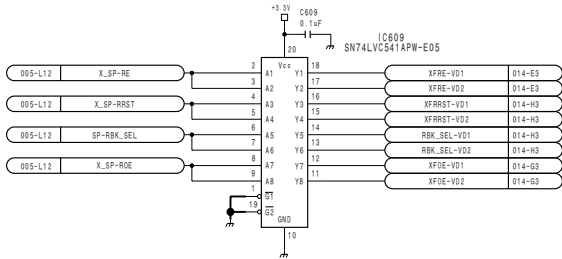 +3.3V
C609
0.1uF
IC609
SN74LVC541APW-E05
20
Vcc
005-L12 X_SP-RE 2 A1 Y1 18 XFRE-VD1 014-E3
3 A2 Y2 17 XFRE-VD2 014-E3
005-L12 X_SP-RRST 4 A3 Y3 16 XFRRST-VD1 014-H3
5 A4 Y4 15 XFRRST-VD2 014-H3
005-L12 SP-RBK_SEL 6 A5 Y5 14 RBK_SEL-VD1 014-H3
7 A6 Y6 13 RBK_SEL-VD2 014-H3
005-L12 X_SP-ROE 8 A7 Y7 12 XFOE-VD1 014-G3
9 A8 Y8 11 XFOE-VD2 014-G3
1 G1
19 G2
GND
10